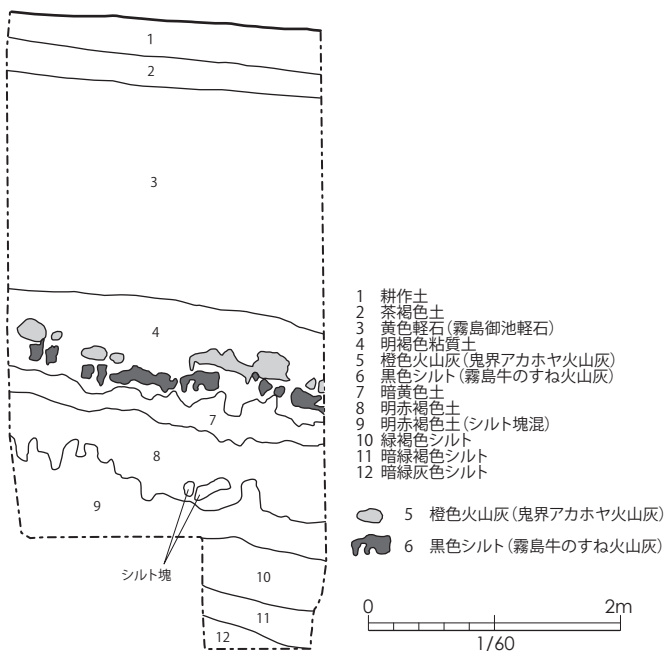 1
2
3
4
7
8
9
シルト塊
10
11
12
1 耕作土
2 茶褐色土
3 黄色軽石(霧島御池軽石)
4 明褐色粘質土
5 橙色火山灰(鬼界アカホヤ火山灰)
6 黒色シルト(霧島牛のすね火山灰)
7 暗黄色土
8 明赤褐色土
9 明赤褐色土(シルト塊混)
10 緑褐色シルト
11 暗緑褐色シルト
12 暗緑灰色シルト
5 橙色火山灰(鬼界アカホヤ火山灰)
6 黒色シルト(霧島牛のすね火山灰)
0 2m
1/60